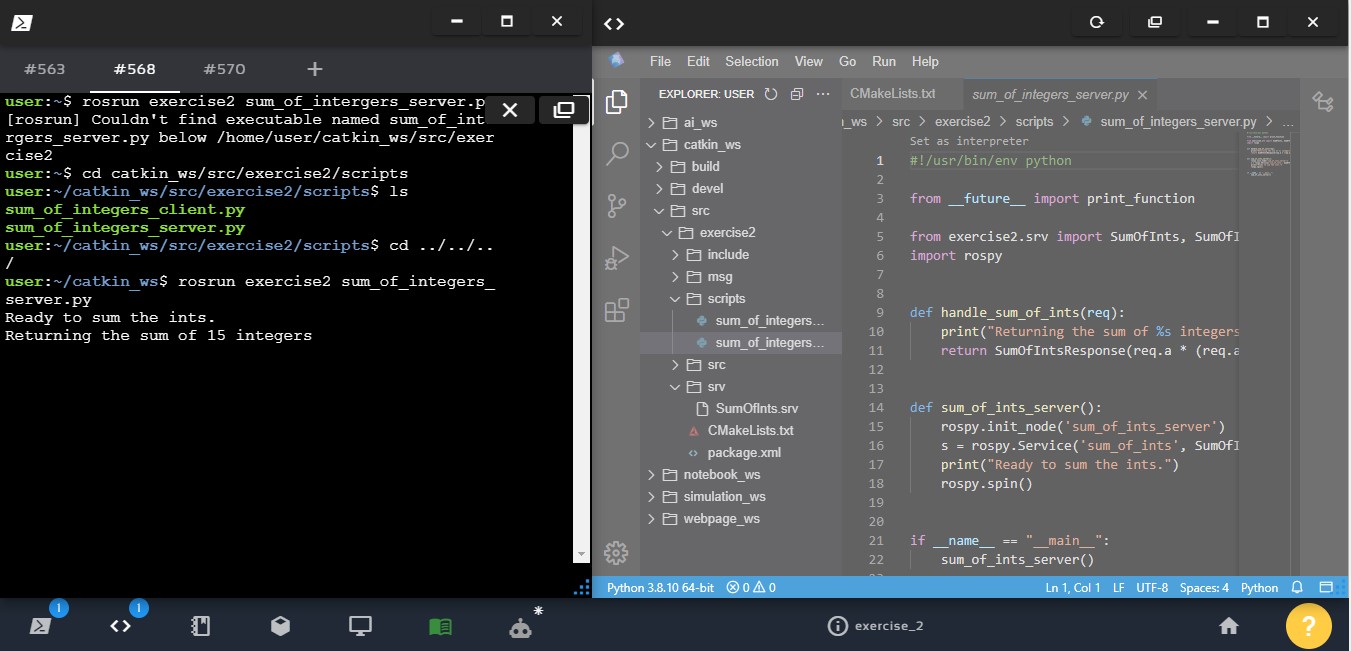 #563 #568 #570 +
user:~$ rosrun exercise2 sum_of_intergers_server.p
[rosrun] Couldn't find executable named sum_of_int
rgers_server.py below /home/user/catkin_ws/src/exer
cise2
user:~$ cd catkin_ws/src/exercise2/scripts
user:~/catkin_ws/src/exercise2/scripts$ ls
sum_of_integers_client.py
sum_of_integers_server.py
user:~/catkin_ws/src/exercise2/scripts$ cd ../../..
/
user:~/catkin_ws$ rosrun exercise2 sum_of_integers_
server.py
Ready to sum the ints.
Returning the sum of 15 integers
File Edit Selection View Go Run Help
EXPLORER: USER ...
ai_ws
catkin_ws
build
devel
src
exercise2
include
msg
scripts
sum_of_integers...
sum_of_integers...
src
srv
SumOfInts.srv
CMakeLists.txt
package.xml
notebook_ws
simulation_ws
webpage_ws
CMakeLists.txt sum_of_integers_server.py
_ws > src > exercise2 > scripts > sum_of_integers_server.py > ...
Set as interpreter
1 #!/usr/bin/env python
2
3 from __future__ import print_function
4
5 from exercise2.srv import SumOfInts, SumOfI
6 import rospy
7
8
9 def handle_sum_of_ints(req):
10 print("Returning the sum of %s integers
11 return SumOfIntsResponse(req.a * (req.a
12
13
14 def sum_of_ints_server():
15 rospy.init_node('sum_of_ints_server')
16 s = rospy.Service('sum_of_ints', SumOfI
17 print("Ready to sum the ints.")
18 rospy.spin()
19
20
21 if __name__ == "__main__":
22 sum_of_ints_server()
Python 3.8.10 64-bit 0 0 Ln 1, Col 1 LF UTF-8 Spaces: 4 Python
1 1 * exercise_2 ?